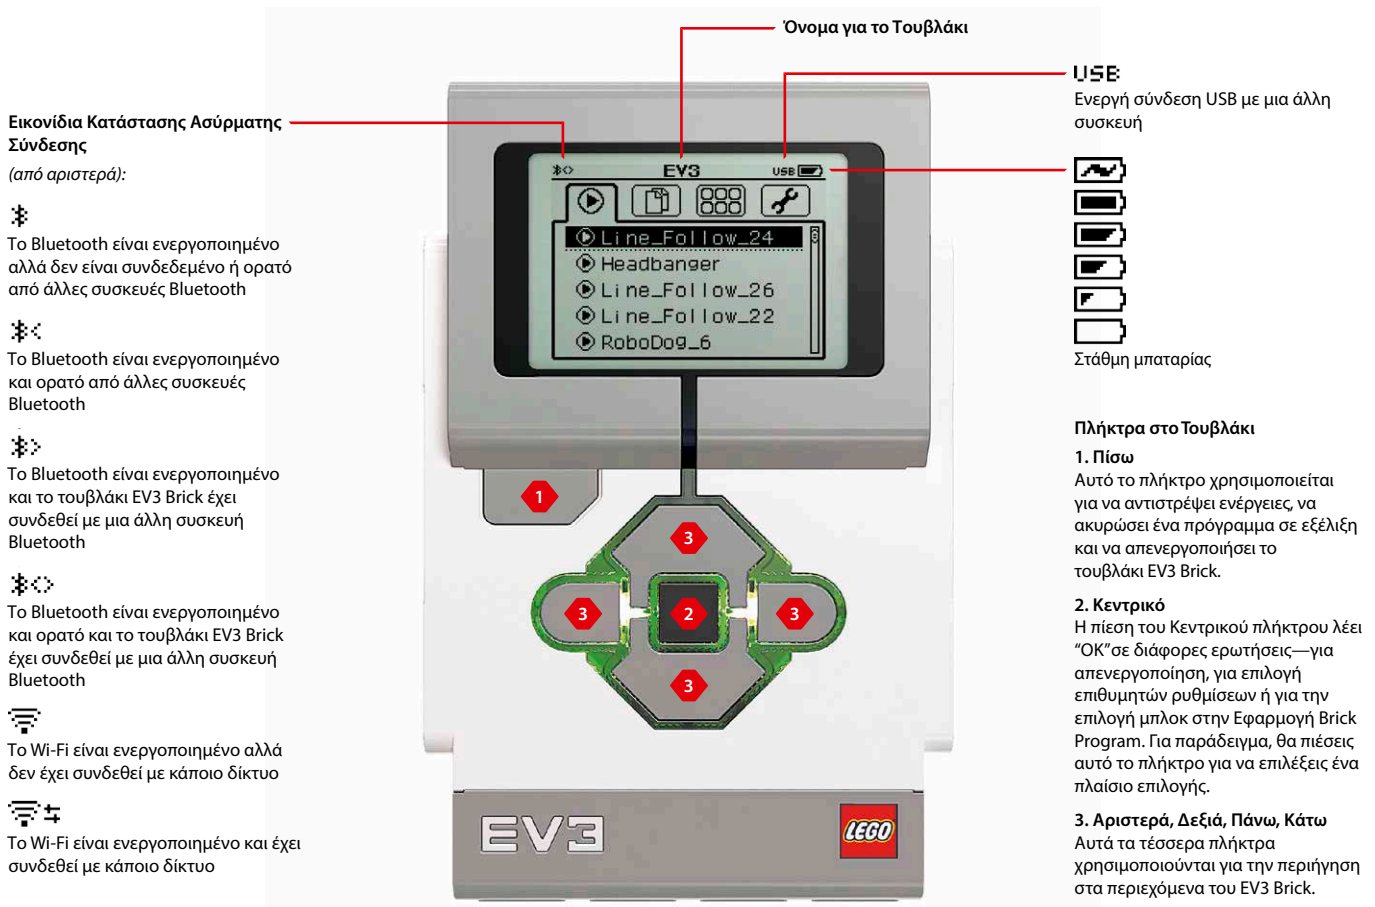 Όνομα για το Τουβλάκι
Εικονίδια Κατάστασης Ασύρματης
Σύνδεσης
(από αριστερά):
Το Bluetooth είναι ενεργοποιημένο
αλλά δεν είναι συνδεδεμένο ή ορατό
από άλλες συσκευές Bluetooth
Το Bluetooth είναι ενεργοποιημένο
και ορατό από άλλες συσκευές
Bluetooth
Το Bluetooth είναι ενεργοποιημένο
και το τουβλάκι EV3 Brick έχει
συνδεθεί με μια άλλη συσκευή
Bluetooth
Το Bluetooth είναι ενεργοποιημένο
και ορατό και το τουβλάκι EV3 Brick
έχει συνδεθεί με μια άλλη συσκευή
Bluetooth
Το Wi-Fi είναι ενεργοποιημένο αλλά
δεν έχει συνδεθεί με κάποιο δίκτυο
Το Wi-Fi είναι ενεργοποιημένο και έχει
συνδεθεί με κάποιο δίκτυο
EV3
USB
Line_Follow_24
Headbanger
Line_Follow_26
Line_Follow_22
RoboDog_6
1
3
3
2
3
3
EV3
LEGO
USB
Ενεργή σύνδεση USB με μια άλλη
συσκευή
Στάθμη μπαταρίας
Πλήκτρα στο Τουβλάκι
1. Πίσω
Αυτό το πλήκτρο χρησιμοποιείται
για να αντιστρέψει ενέργειες, να
ακυρώσει ένα πρόγραμμα σε εξέλιξη
και να απενεργοποιήσει το
τουβλάκι EV3 Brick.
2. Κεντρικό
Η πίεση του Κεντρικού πλήκτρου λέει
“OK”σε διάφορες ερωτήσεις—για
απενεργοποίηση, για επιλογή
επιθυμητών ρυθμίσεων ή για την
επιλογή μπλοκ στην Εφαρμογή Brick
Program. Για παράδειγμα, θα πιέσεις
αυτό το πλήκτρο για να επιλέξεις ένα
πλαίσιο επιλογής.
3. Αριστερά, Δεξιά, Πάνω, Κάτω
Αυτά τα τέσσερα πλήκτρα
χρησιμοποιούνται για την περιήγηση
στα περιεχόμενα του EV3 Brick.